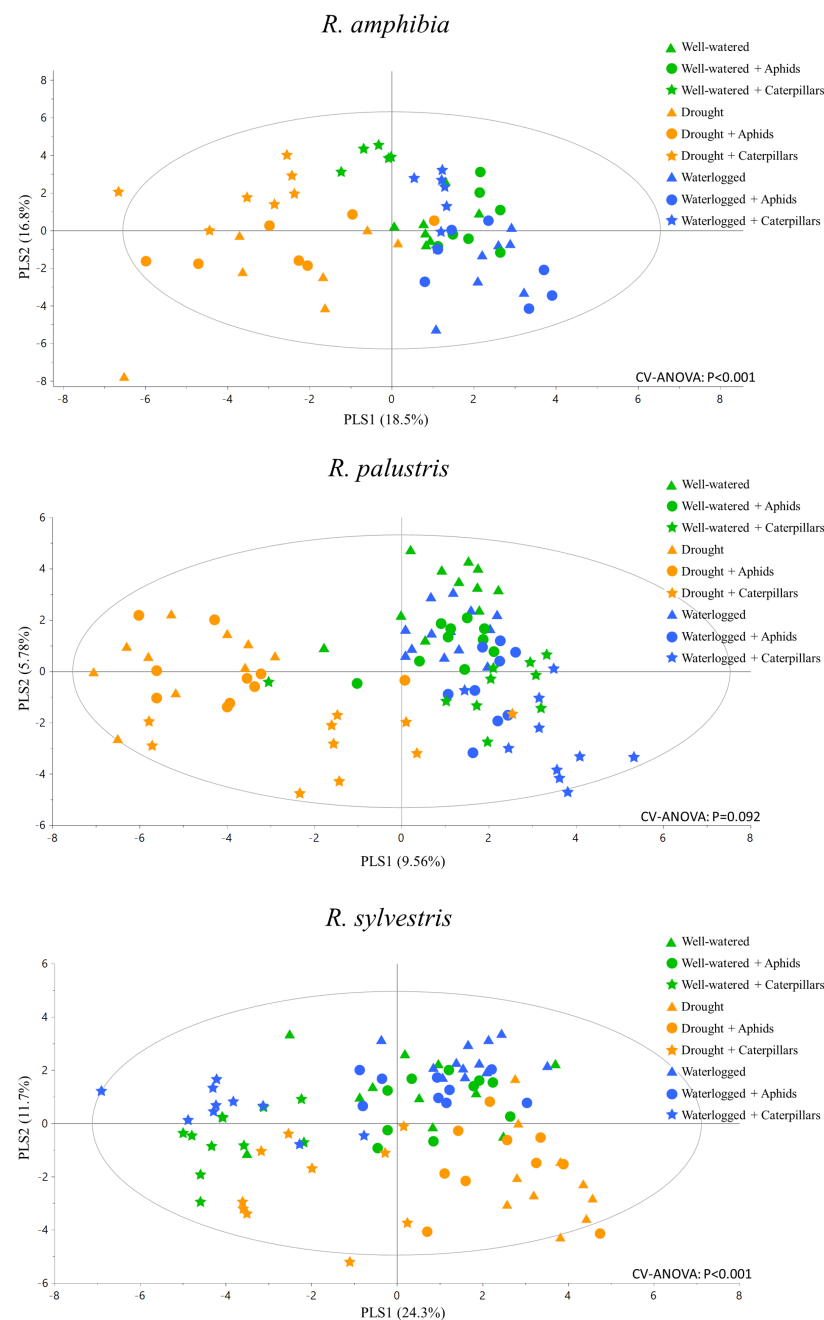 R. amphibia
Well-watered
Well-watered + Aphids
Well-watered + Caterpillars
Drought
Drought + Aphids
Drought + Caterpillars
Waterlogged
Waterlogged + Aphids
Waterlogged + Caterpillars
8
6
4
2
0
-2
-4
-6
-8
PLS2 (16.8%)
CV-ANOVA: P<0.001
-8 -6 -4 -2 0 2 4 6 8
PLS1 (18.5%)
R. palustris
Well-watered
Well-watered + Aphids
Well-watered + Caterpillars
Drought
Drought + Aphids
Drought + Caterpillars
Waterlogged
Waterlogged + Aphids
Waterlogged + Caterpillars
6
4
2
0
-2
-4
-6
PLS2 (5.78%)
CV-ANOVA: P=0.092
-8 -6 -4 -2 0 2 4 6 8
PLS1 (9.56%)
R. sylvestris
Well-watered
Well-watered + Aphids
Well-watered + Caterpillars
Drought
Drought + Aphids
Drought + Caterpillars
Waterlogged
Waterlogged + Aphids
Waterlogged + Caterpillars
6
4
2
0
-2
-4
-6
PLS2 (11.7%)
CV-ANOVA: P<0.001
-8 -6 -4 -2 0 2 4 6 8
PLS1 (24.3%)